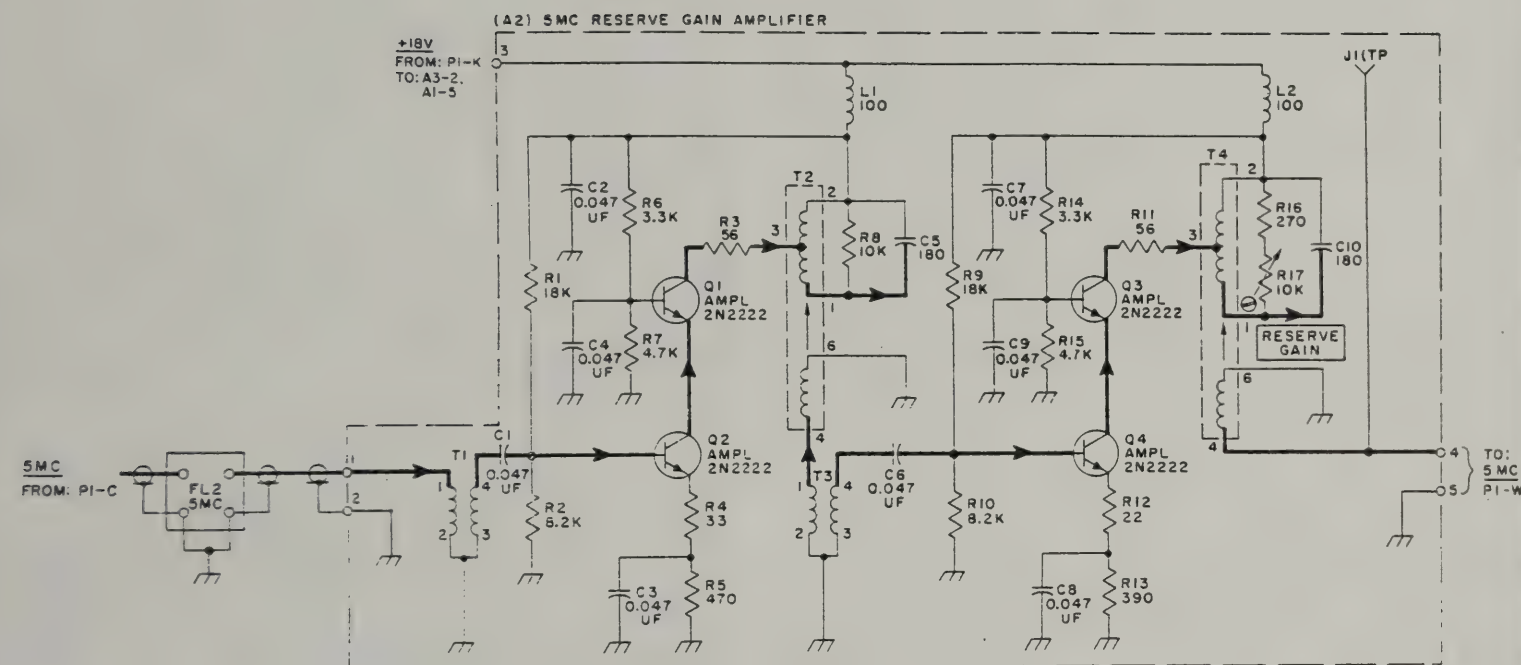 (A2) 5MC RESERVE GAIN AMPLIFIER
+18V
FROM: P1-K
TO: A3-2,
A1-5
3
J1(TP
L1
100
L2
100
C2
0.047
UF
R6
3.3K
R3
56
T2
2
3
R8
10K
C5
180
1
6
4
C7
0.047
UF
R14
3.3K
R11
56
T4
2
3
R16
270
R17
10K
C10
180
1
RESERVE
GAIN
6
4
R1
18K
Q1
AMPL
2N2222
C4
0.047
UF
R7
4.7K
R9
18K
Q3
AMPL
2N2222
C9
0.047
UF
R15
4.7K
5MC
FROM: P1-C
FL2
5MC
1
2
T1
1
4
2
3
C1
0.047
UF
R2
8.2K
Q2
AMPL
2N2222
R4
33
C3
0.047
UF
R5
470
T3
1
4
2
3
C6
0.047
UF
R10
8.2K
Q4
AMPL
2N2222
R12
22
C8
0.047
UF
R13
390
4
5
TO:
5MC
P1-W